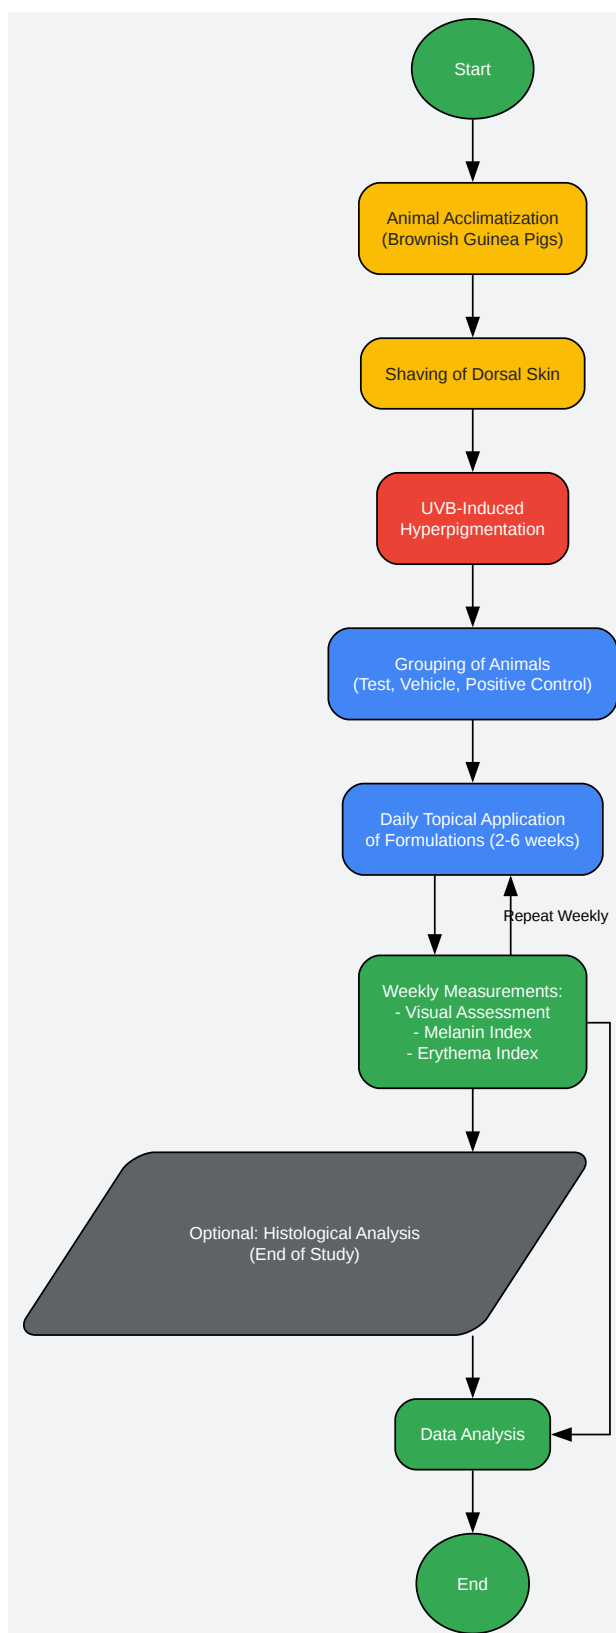 Start
Animal Acclimatization
(Brownish Guinea Pigs)
Shaving of Dorsal Skin
UVB-Induced
Hyperpigmentation
Grouping of Animals
(Test, Vehicle, Positive Control)
Daily Topical Application
of Formulations (2-6 weeks)
Repeat Weekly
Weekly Measurements:
- Visual Assessment
- Melanin Index
- Erythema Index
Optional: Histological Analysis
(End of Study)
Data Analysis
End